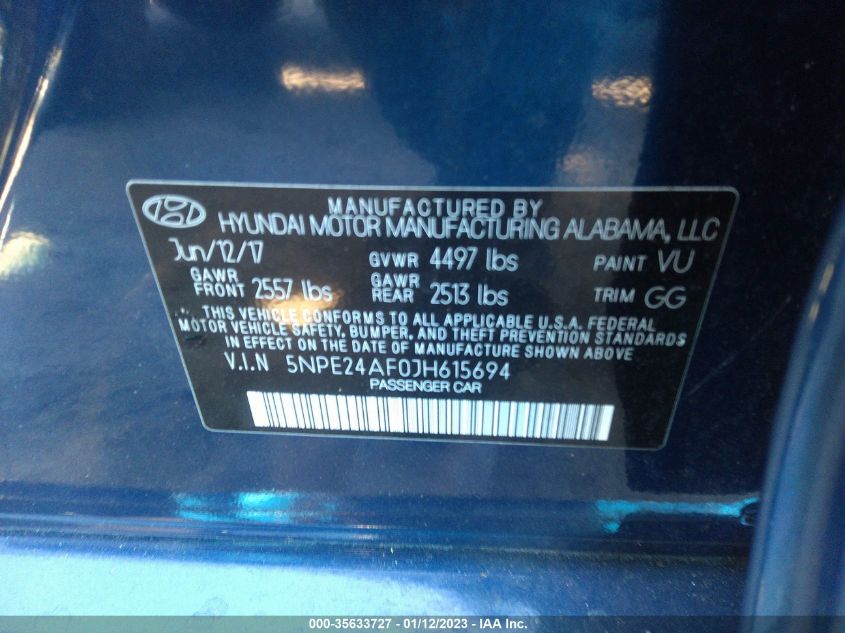 MANUFACTURED BY
HYUNDAI MOTOR MANUFACTURING ALABAMA, LLC
Jun/12/17 GVWR 4497 lbs PAINT VU
GAWR FRONT 2557 lbs GAWR REAR 2513 lbs TRIM GG
THIS VEHICLE CONFORMS TO ALL APPLICABLE U.S.A. FEDERAL
MOTOR VEHICLE SAFETY, BUMPER, AND THEFT PREVENTION STANDARDS
IN EFFECT ON THE DATE OF MANUFACTURE SHOWN ABOVE
V.I.N 5NPE24AF0JH615694
PASSENGER CAR
000-35633727 - 01/12/2023 - IAA Inc.